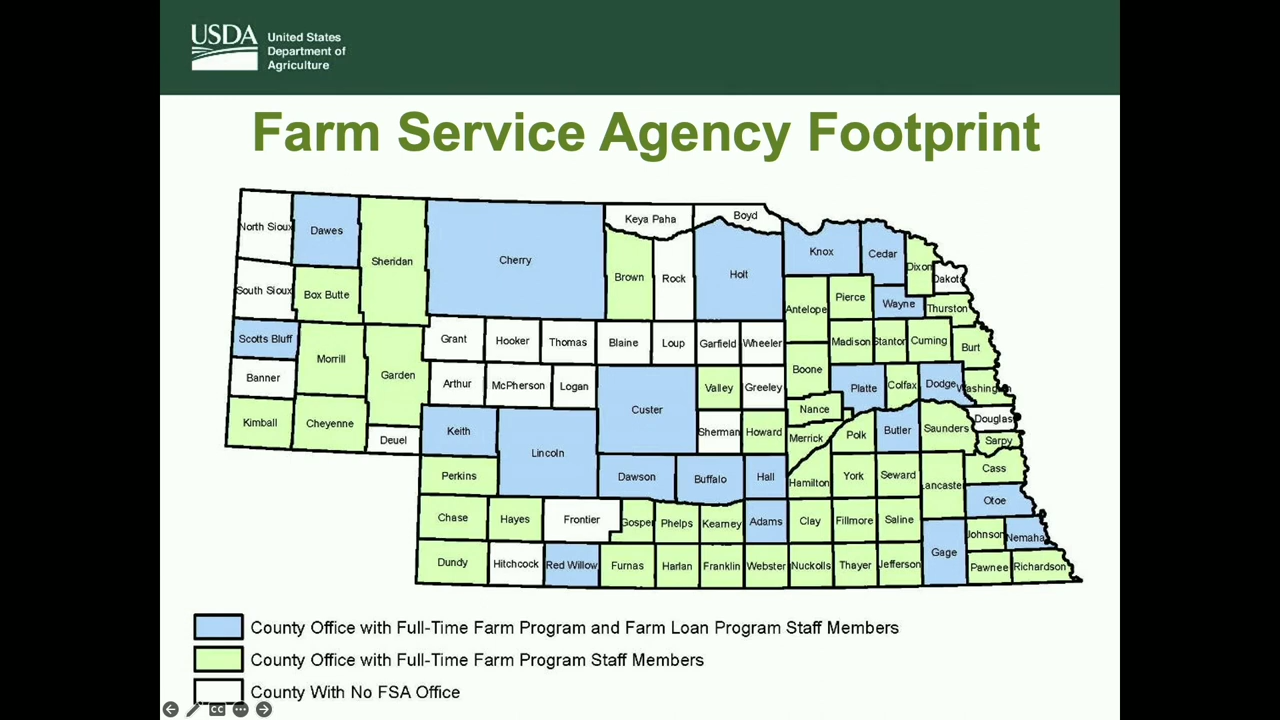 USDA
United States
Department of
Agriculture
Farm Service Agency Footprint
North Sioux
Dawes
Sheridan
Cherry
Keya Paha
Boyd
Brown
Rock
Holt
Knox
Cedar
Dixon
Dakota
South Sioux
Box Butte
Antelope
Pierce
Wayne
Thurston
Scotts Bluff
Morrill
Garden
Grant
Hooker
Thomas
Blaine
Loup
Garfield
Wheeler
Madison
Stanton
Cuming
Burt
Banner
Arthur
McPherson
Logan
Custer
Valley
Greeley
Boone
Platte
Colfax
Dodge
Washington
Kimball
Cheyenne
Deuel
Keith
Lincoln
Sherman
Howard
Nance
Merrick
Polk
Butler
Saunders
Douglas
Sarpy
Perkins
Dawson
Buffalo
Hall
Hamilton
York
Seward
Lancaster
Cass
Otoe
Chase
Hayes
Frontier
Gosper
Phelps
Kearney
Adams
Clay
Fillmore
Saline
Gage
Johnson
Nemaha
Dundy
Hitchcock
Red Willow
Furnas
Harlan
Franklin
Webster
Nuckolls
Thayer
Jefferson
Pawnee
Richardson
County Office with Full-Time Farm Program and Farm Loan Program Staff Members
County Office with Full-Time Farm Program Staff Members
County With No FSA Office
CC